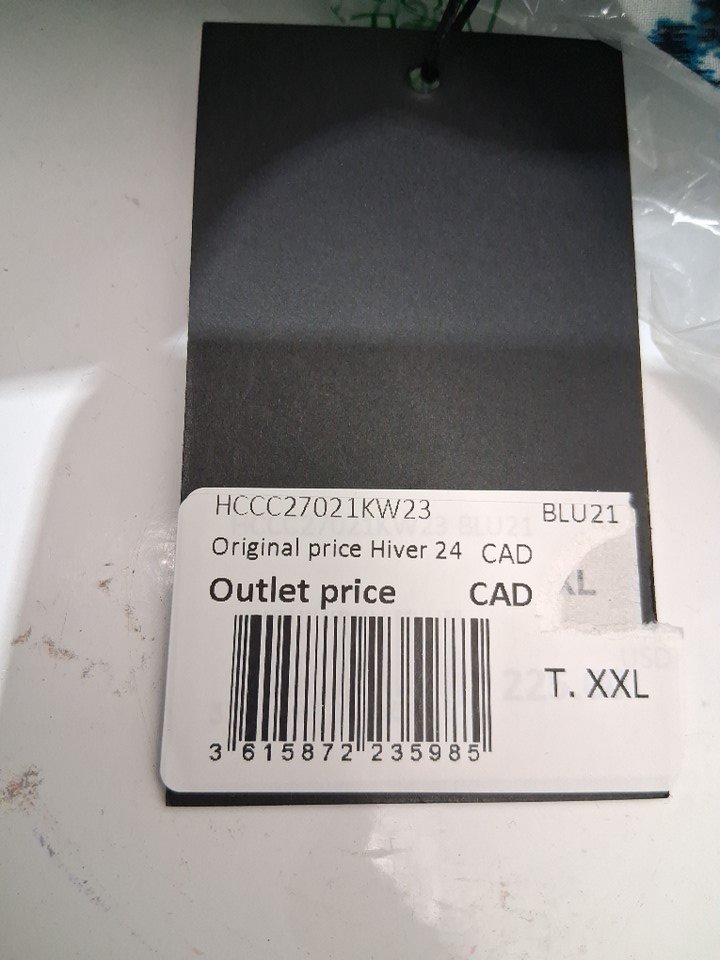 HCCC27021KW23 BLU21
Original price Hiver 24 CAD
Outlet price CAD
T. XXL
3 615872 235985